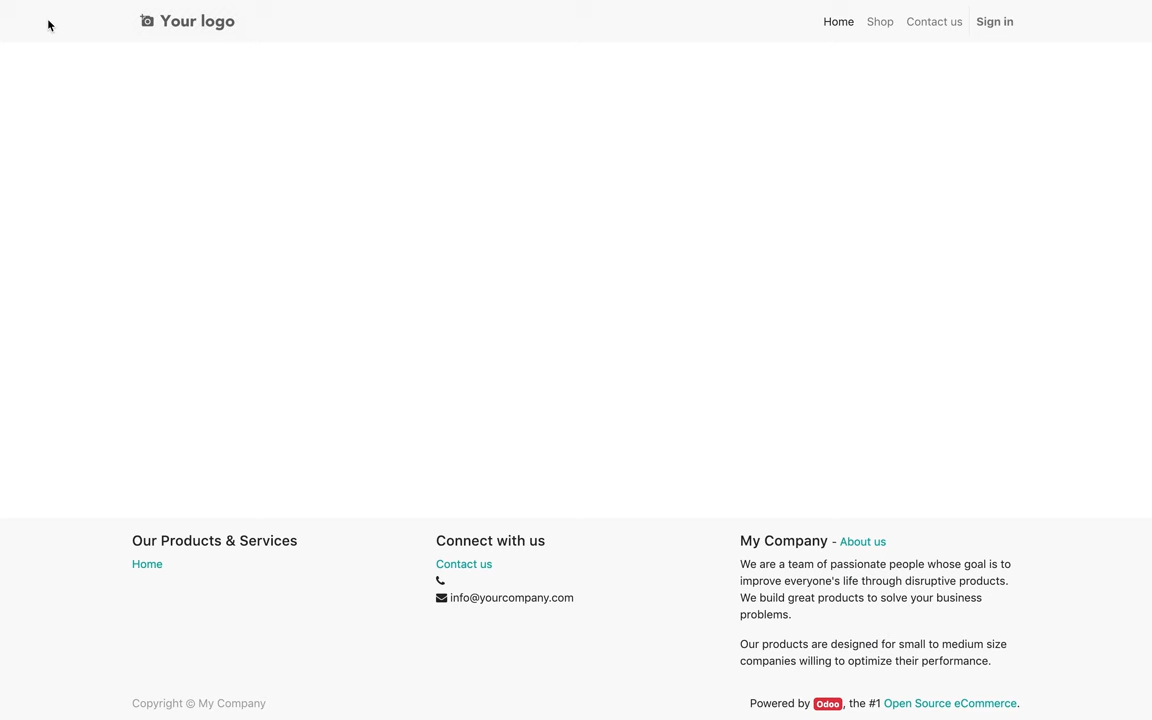 Your logo
Home Shop Contact us Sign in
Our Products & Services
Home
Connect with us
Contact us
info@yourcompany.com
My Company - About us
We are a team of passionate people whose goal is to
improve everyone's life through disruptive products.
We build great products to solve your business
problems.
Our products are designed for small to medium size
companies willing to optimize their performance.
Copyright © My Company
Powered by Odoo, the #1 Open Source eCommerce.